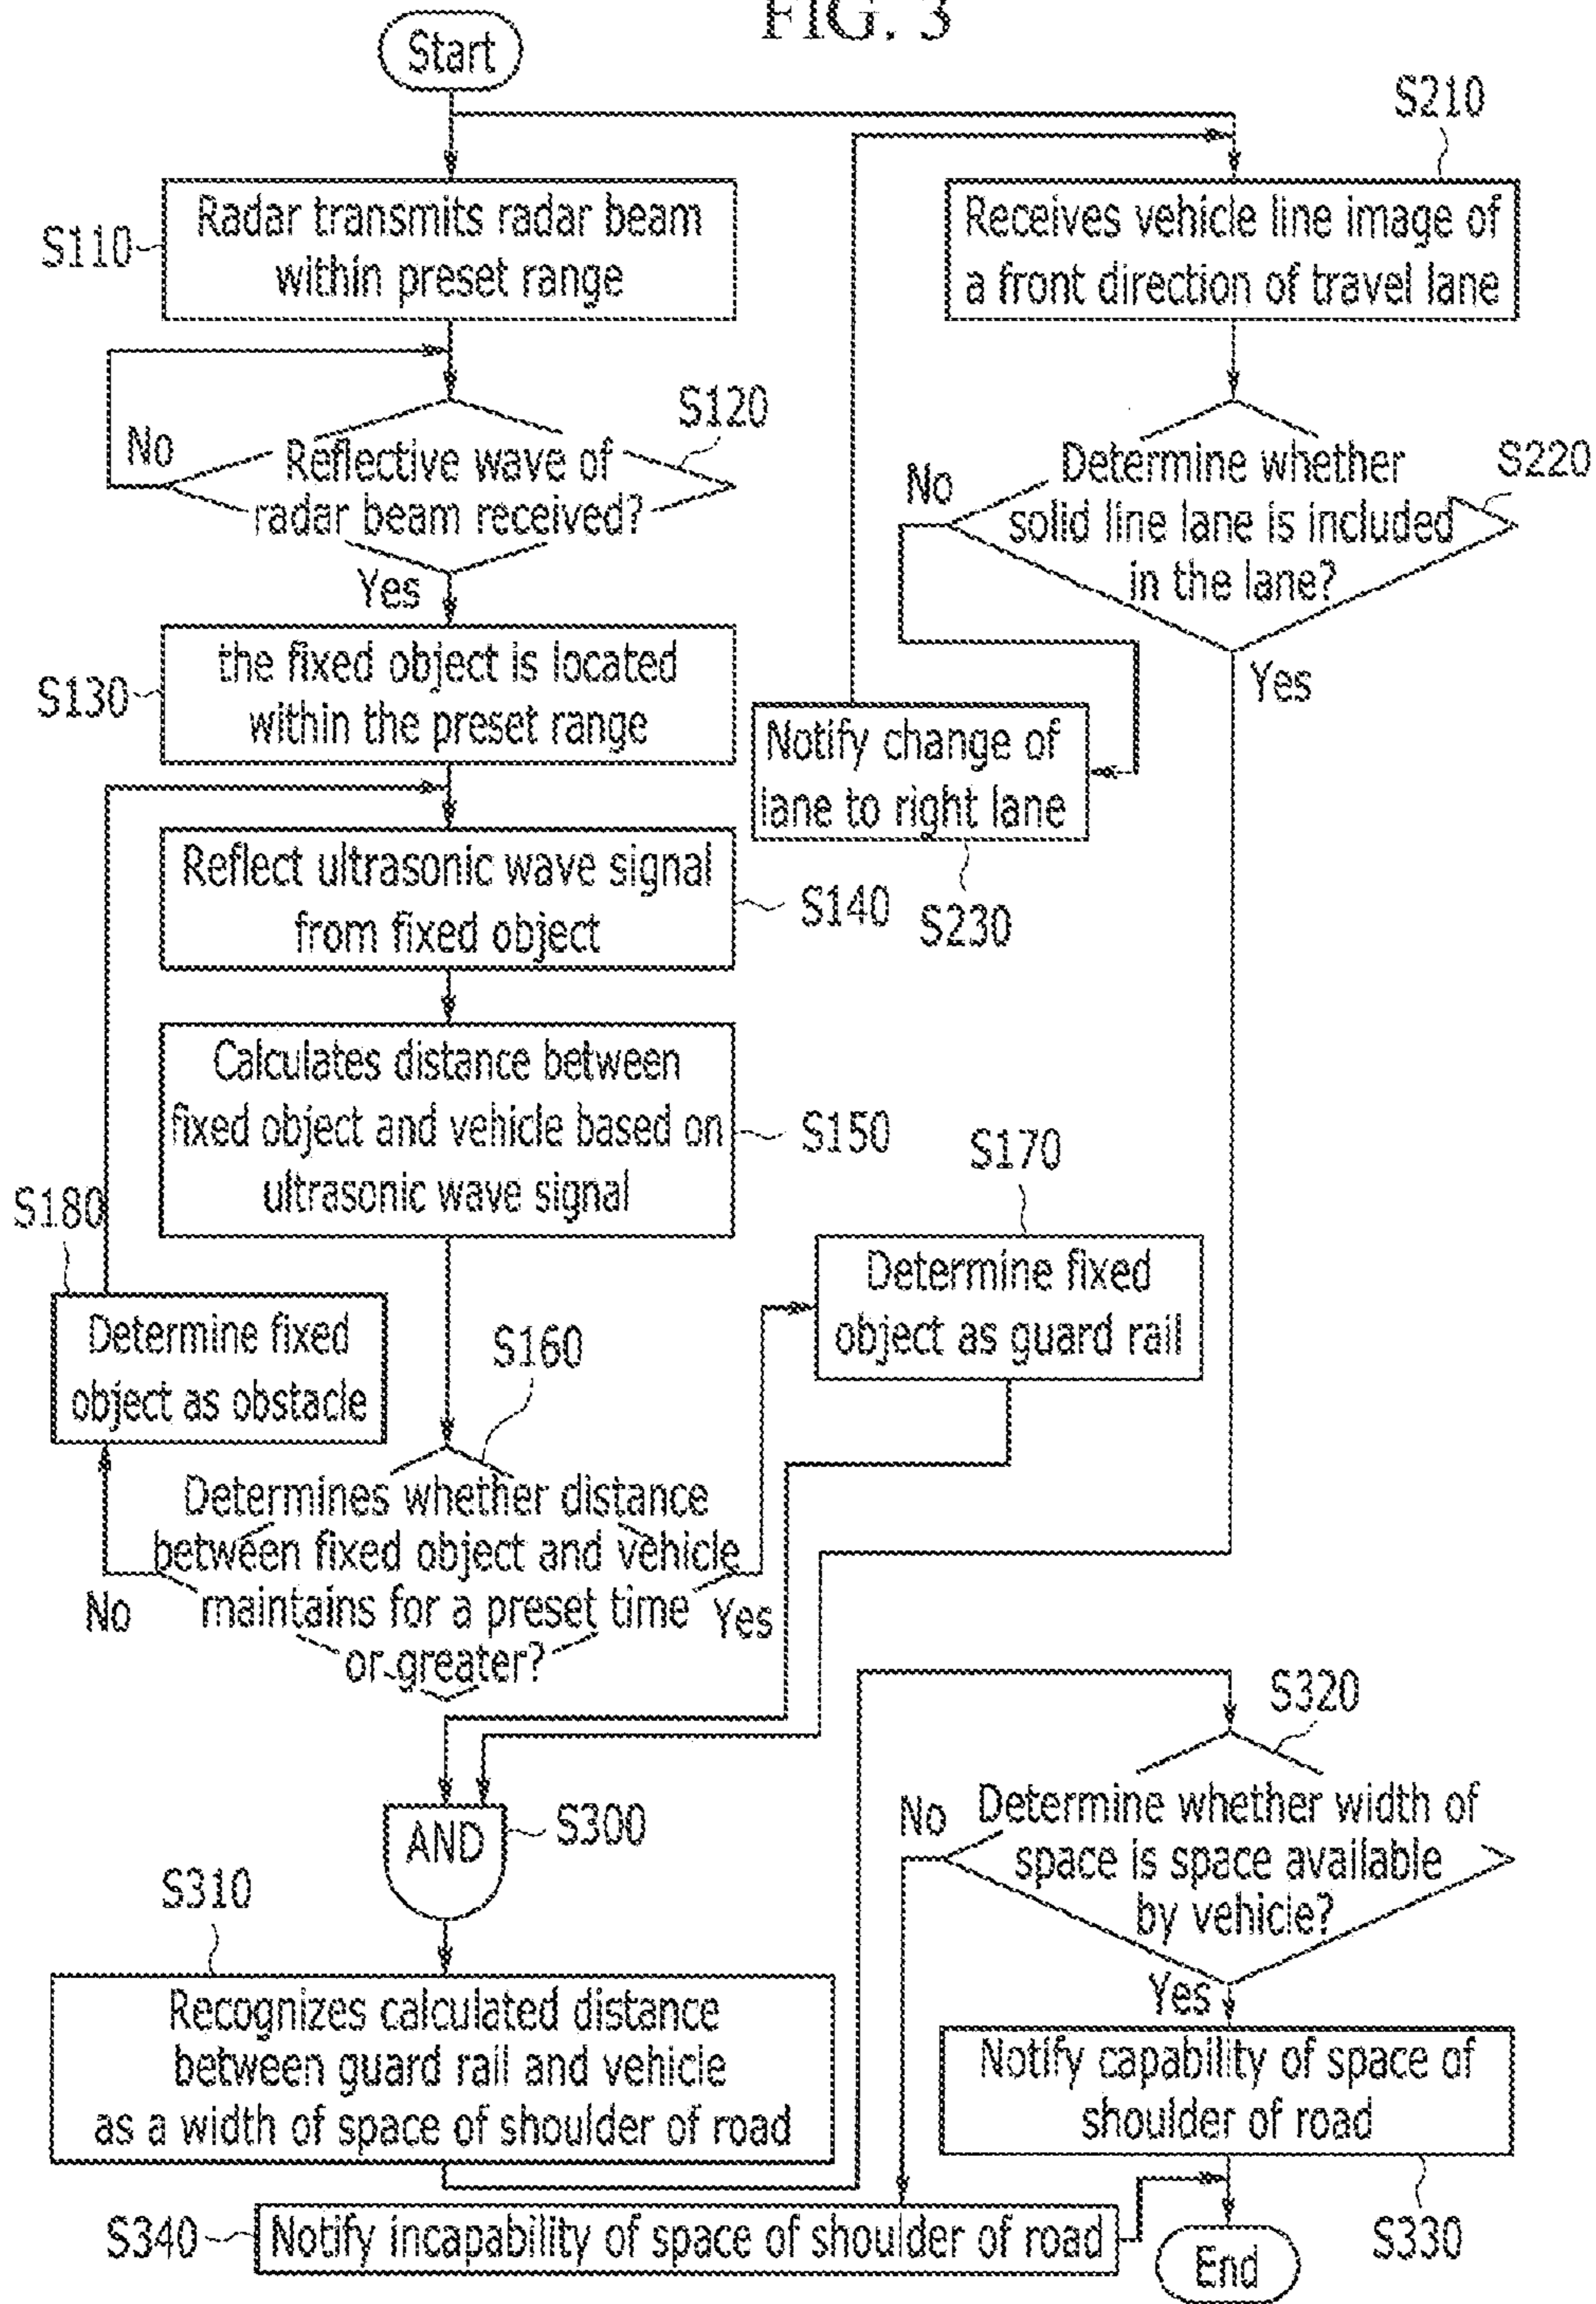 FIG. 3
Start
S110
Radar transmits radar beam
within preset range
No
S120
Reflective wave of
radar beam received?
Yes
S130
the fixed object is located
within the preset range
Reflect ultrasonic wave signal
from fixed object
S140
Calculates distance between
fixed object and vehicle based on
ultrasonic wave signal
S150
S180
Determine fixed
object as obstacle
S160
Determines whether distance
between fixed object and vehicle
maintains for a preset time
or greater?
No
Yes
S170
Determine fixed
object as guard rail
S210
Receives vehicle line image of
a front direction of travel lane
S220
No
Determine whether
solid line lane is included
in the lane?
Yes
Notify change of
lane to right lane
S230
AND
S300
S310
Recognizes calculated distance
between guard rail and vehicle
as a width of space of shoulder of road
S320
No
Determine whether width of
space is space available
by vehicle?
Yes
Notify capability of space of
shoulder of road
S330
S340
Notify incapability of space of shoulder of road
End